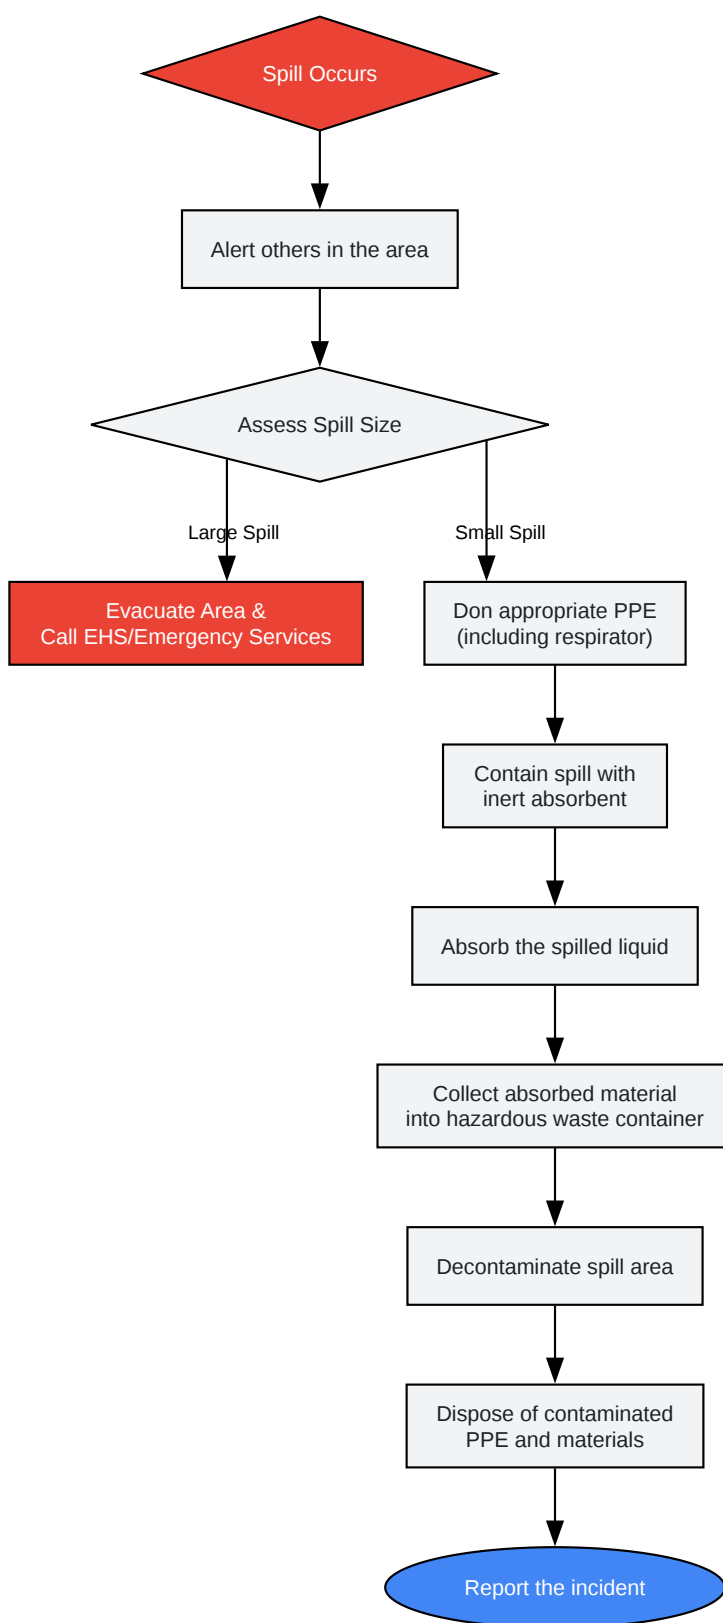 Spill Occurs
Alert others in the area
Assess Spill Size
Large Spill
Small Spill
Evacuate Area &
Call EHS/Emergency Services
Don appropriate PPE
(including respirator)
Contain spill with
inert absorbent
Absorb the spilled liquid
Collect absorbed material
into hazardous waste container
Decontaminate spill area
Dispose of contaminated
PPE and materials
Report the incident